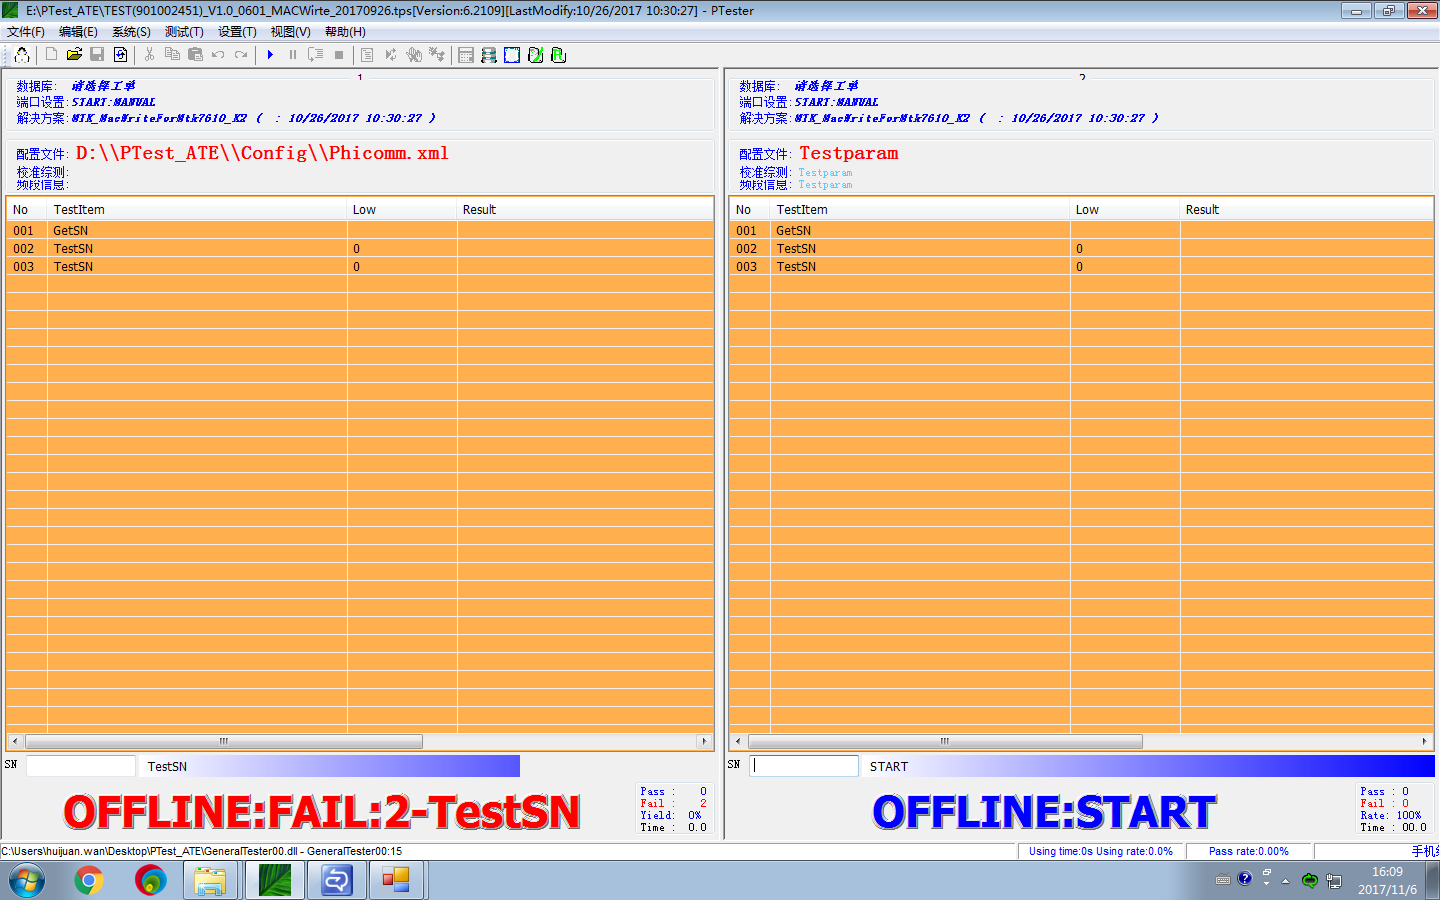 E:\PTest_ATE\TEST(901002451)_V1.0_0601_MACWirte_20170926.tps[Version:6.2109][LastModify:10/26/2017 10:30:27] - PTester
文件(F) 编辑(E) 系统(S) 测试(T) 设置(T) 视图(V) 帮助(H)
1
数据库: 请选择工单
端口设置:START:MANUAL
解决方案:MTK_MacWriteForMtk7610_K2 ( : 10/26/2017 10:30:27 )
配置文件: D:\\PTest_ATE\\Config\\Phicomm.xml
校准综测:
频段信息:
No TestItem Low Result
001 GetSN
002 TestSN 0
003 TestSN 0
SN TestSN
OFFLINE:FAIL:2-TestSN
Pass : 0
Fail : 2
Yield: 0%
Time : 0.0
2
数据库: 请选择工单
端口设置:START:MANUAL
解决方案:MTK_MacWriteForMtk7610_K2 ( : 10/26/2017 10:30:27 )
配置文件: Testparam
校准综测: Testparam
频段信息: Testparam
No TestItem Low Result
001 GetSN
002 TestSN 0
003 TestSN 0
SN START
OFFLINE:START
Pass : 0
Fail : 0
Rate: 100%
Time : 00.0
C:\Users\huijuan.wan\Desktop\PTest_ATE\GeneralTester00.dll - GeneralTester00:15
Using time:0s Using rate:0.0%
Pass rate:0.00%
手机
16:09
2017/11/6